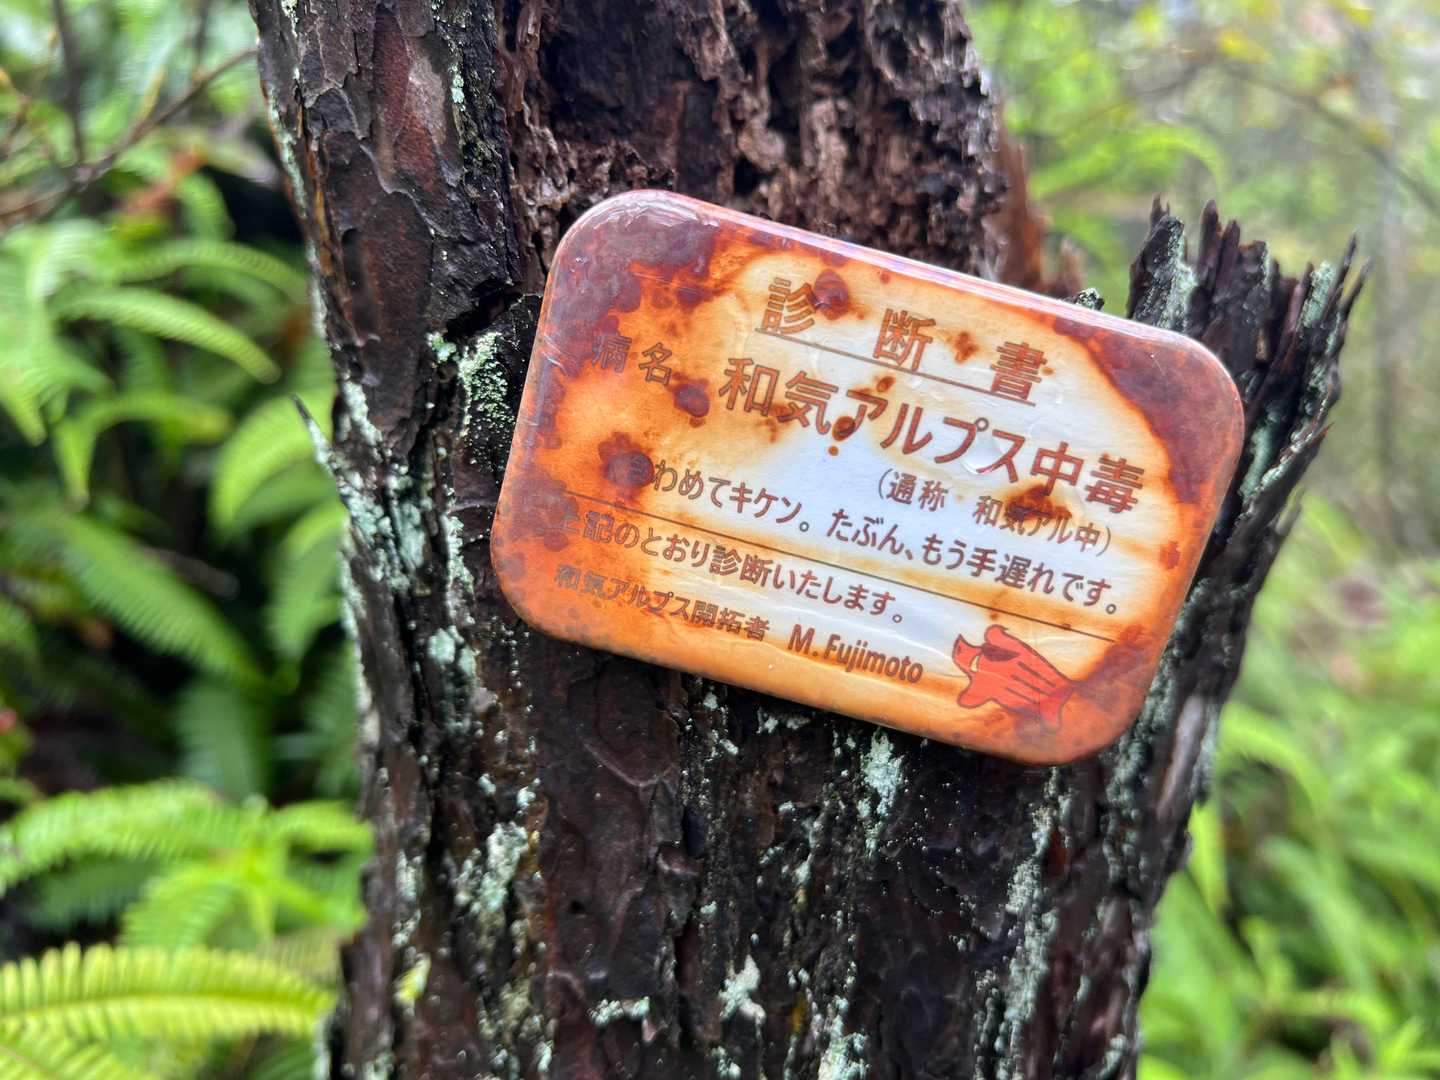 診断書
病名 和気アルプス中毒
(通称 和気アル中)
きわめてキケン。たぶん、もう手遅れです。
上記のとおり診断いたします。
和気アルプス開拓者 M.Fujimoto